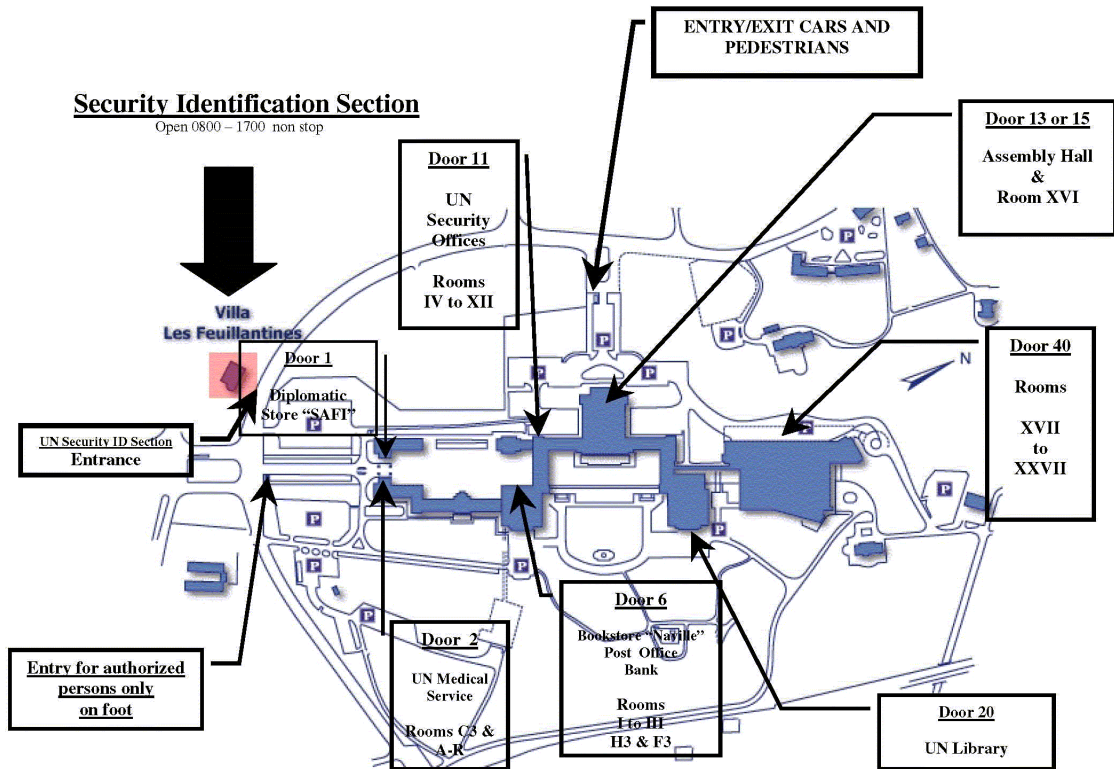 ENTRY/EXIT CARS AND
PEDESTRIANS
Security Identification Section
Open 0800 – 1700 non stop
Door 13 or 15
Assembly Hall
&
Room XVI
Door 11
UN
Security
Offices
Rooms
IV to XII
Villa
Les Feuillantines
Door 1
Diplomatic
Store “SAFI”
Door 40
Rooms
XVII
to
XXVII
N
UN Security ID Section
Entrance
P
P
P
P
P
P
P
P
P
P
P
P
P
P
Entry for authorized
persons only
on foot
Door 2
UN Medical
Service
Rooms C3 &
A-R
Door 6
Bookstore “Naville”
Post Office
Bank
Rooms
I to III
H3 & F3
Door 20
UN Library